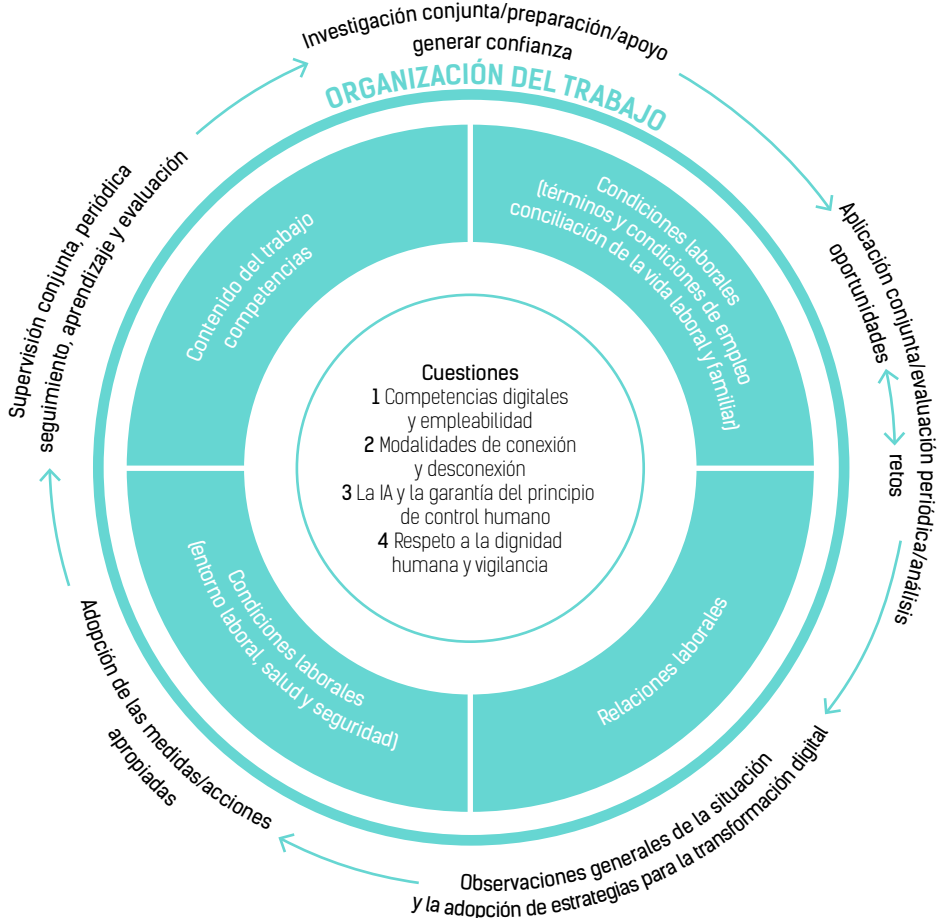 Investigación conjunta/preparación/apoyo
generar confianza
ORGANIZACIÓN DEL TRABAJO
Aplicación conjunta/evaluación periódica/análisis
oportunidades
retos
Observaciones generales de la situación
y la adopción de estrategias para la transformación digital
Adopción de las medidas/acciones
apropiadas
Supervisión conjunta, periódica
seguimiento, aprendizaje y evaluación
Contenido del trabajo
competencias
Condiciones laborales
(términos y condiciones de empleo
conciliación de la vida laboral y familiar)
Relaciones laborales
Condiciones laborales
(entorno laboral, salud y seguridad)
Cuestiones
1 Competencias digitales
y empleabilidad
2 Modalidades de conexión
y desconexión
3 La IA y la garantía del principio
de control humano
4 Respeto a la dignidad
humana y vigilancia